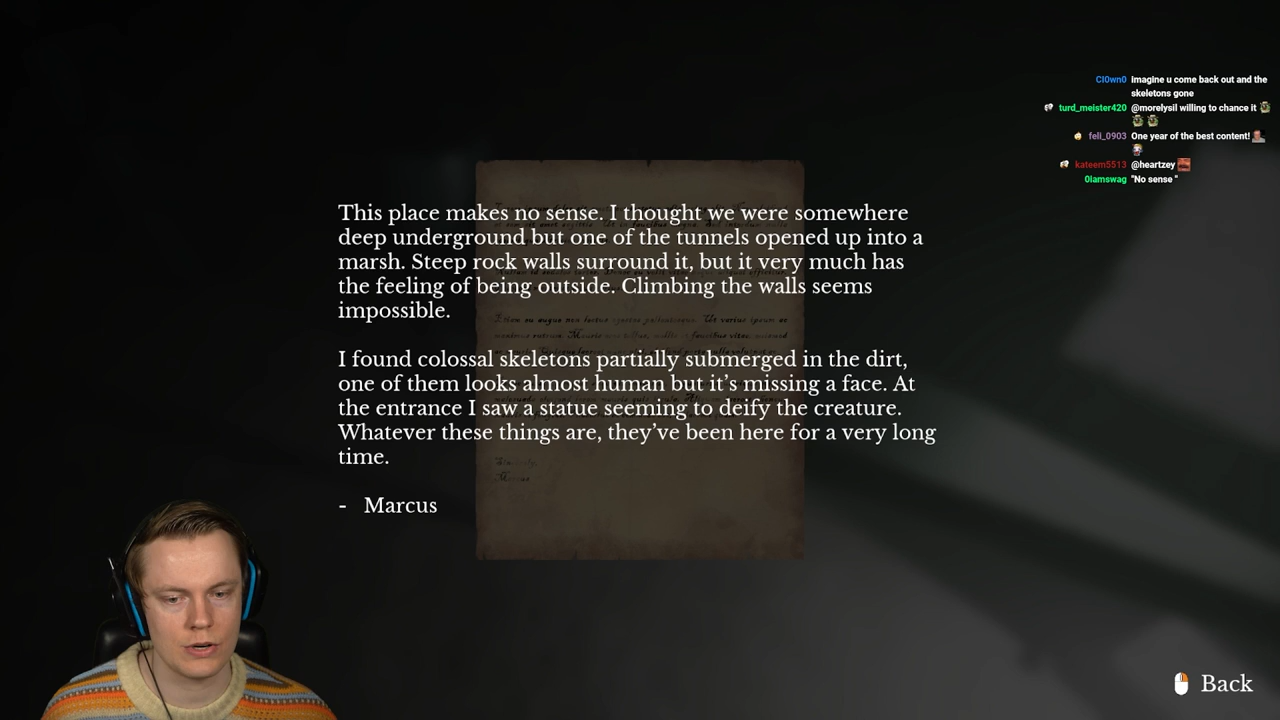 This place makes no sense. I thought we were somewhere
deep underground but one of the tunnels opened up into a
marsh. Steep rock walls surround it, but it very much has
the feeling of being outside. Climbing the walls seems
impossible.
I found colossal skeletons partially submerged in the dirt,
one of them looks almost human but it’s missing a face. At
the entrance I saw a statue seeming to deify the creature.
Whatever these things are, they’ve been here for a very long
time.
- Marcus
Cl0wn0 Imagine u come back out and the
skeletons gone
turd_meister420 @morelysil willing to chance it
feli_0903 One year of the best content!
kateem5513 @heartzey
0iamswag "No sense "
Back